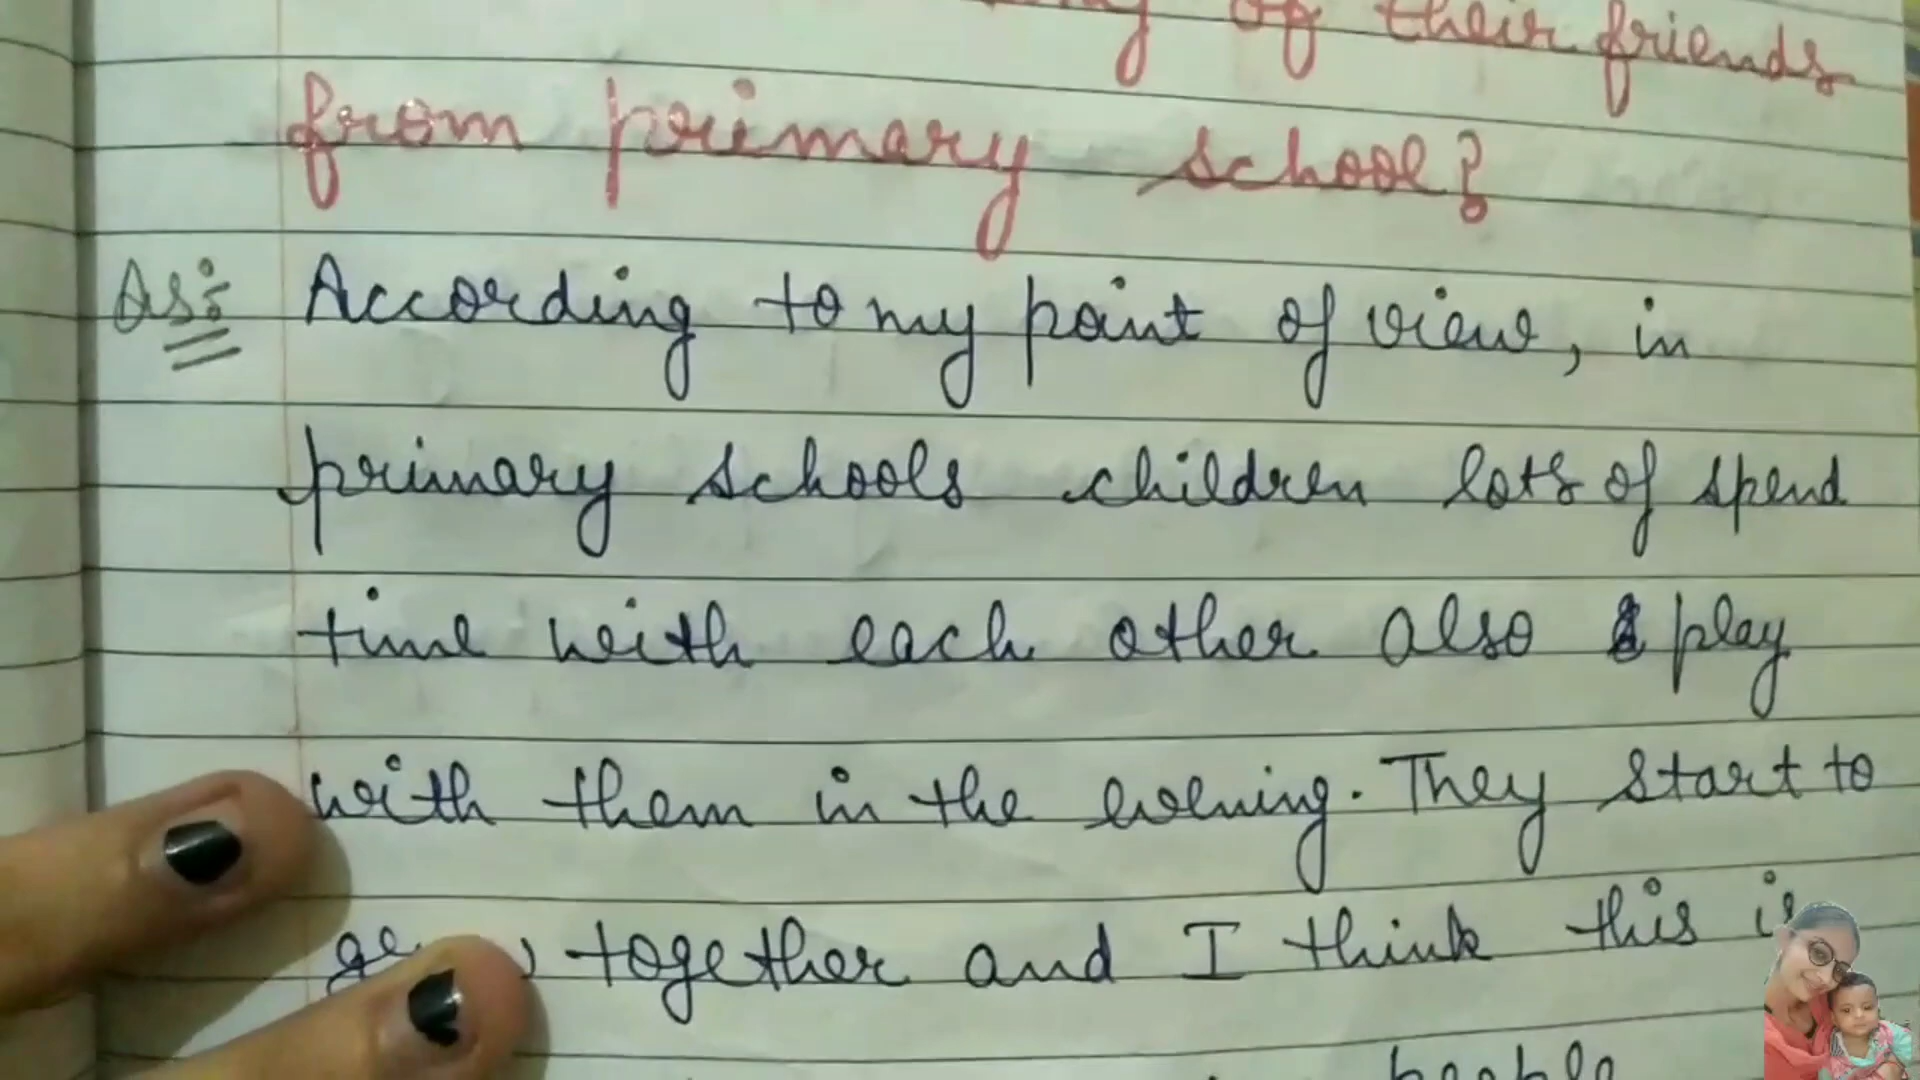 of their friends
from primary school?
Ans:- According to my point of view, in
primary schools children lots of spend
time with each other also play
with them in the evening. They start to
together and I think this is
people